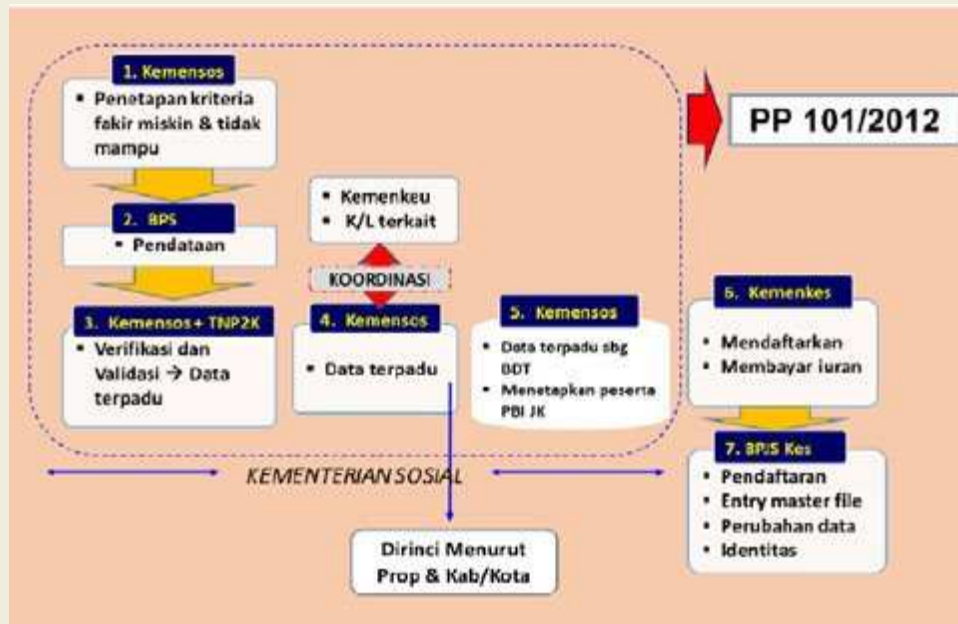 1. Kemensos
▪ Penetapan kriteria
fakir miskin & tidak
mampu
2. BPS
▪ Pendataan
3. Kemensos + TNP2K
▪ Verifikasi dan
Validasi → Data
terpadu
▪ Kemenkeu
▪ K/L terkait
KOORDINASI
4. Kemensos
▪ Data terpadu
5. Kemensos
▪ Data terpadu sbg
BDT
▪ Menetapkan peserta
PBI JK
KEMENTERIAN SOSIAL
Dirinci Menurut
Prop & Kab/Kota
PP 101/2012
6. Kemenkes
▪ Mendaftarkan
▪ Membayar iuran
7. BPJS Kes
▪ Pendaftaran
▪ Entry master file
▪ Perubahan data
▪ Identitas